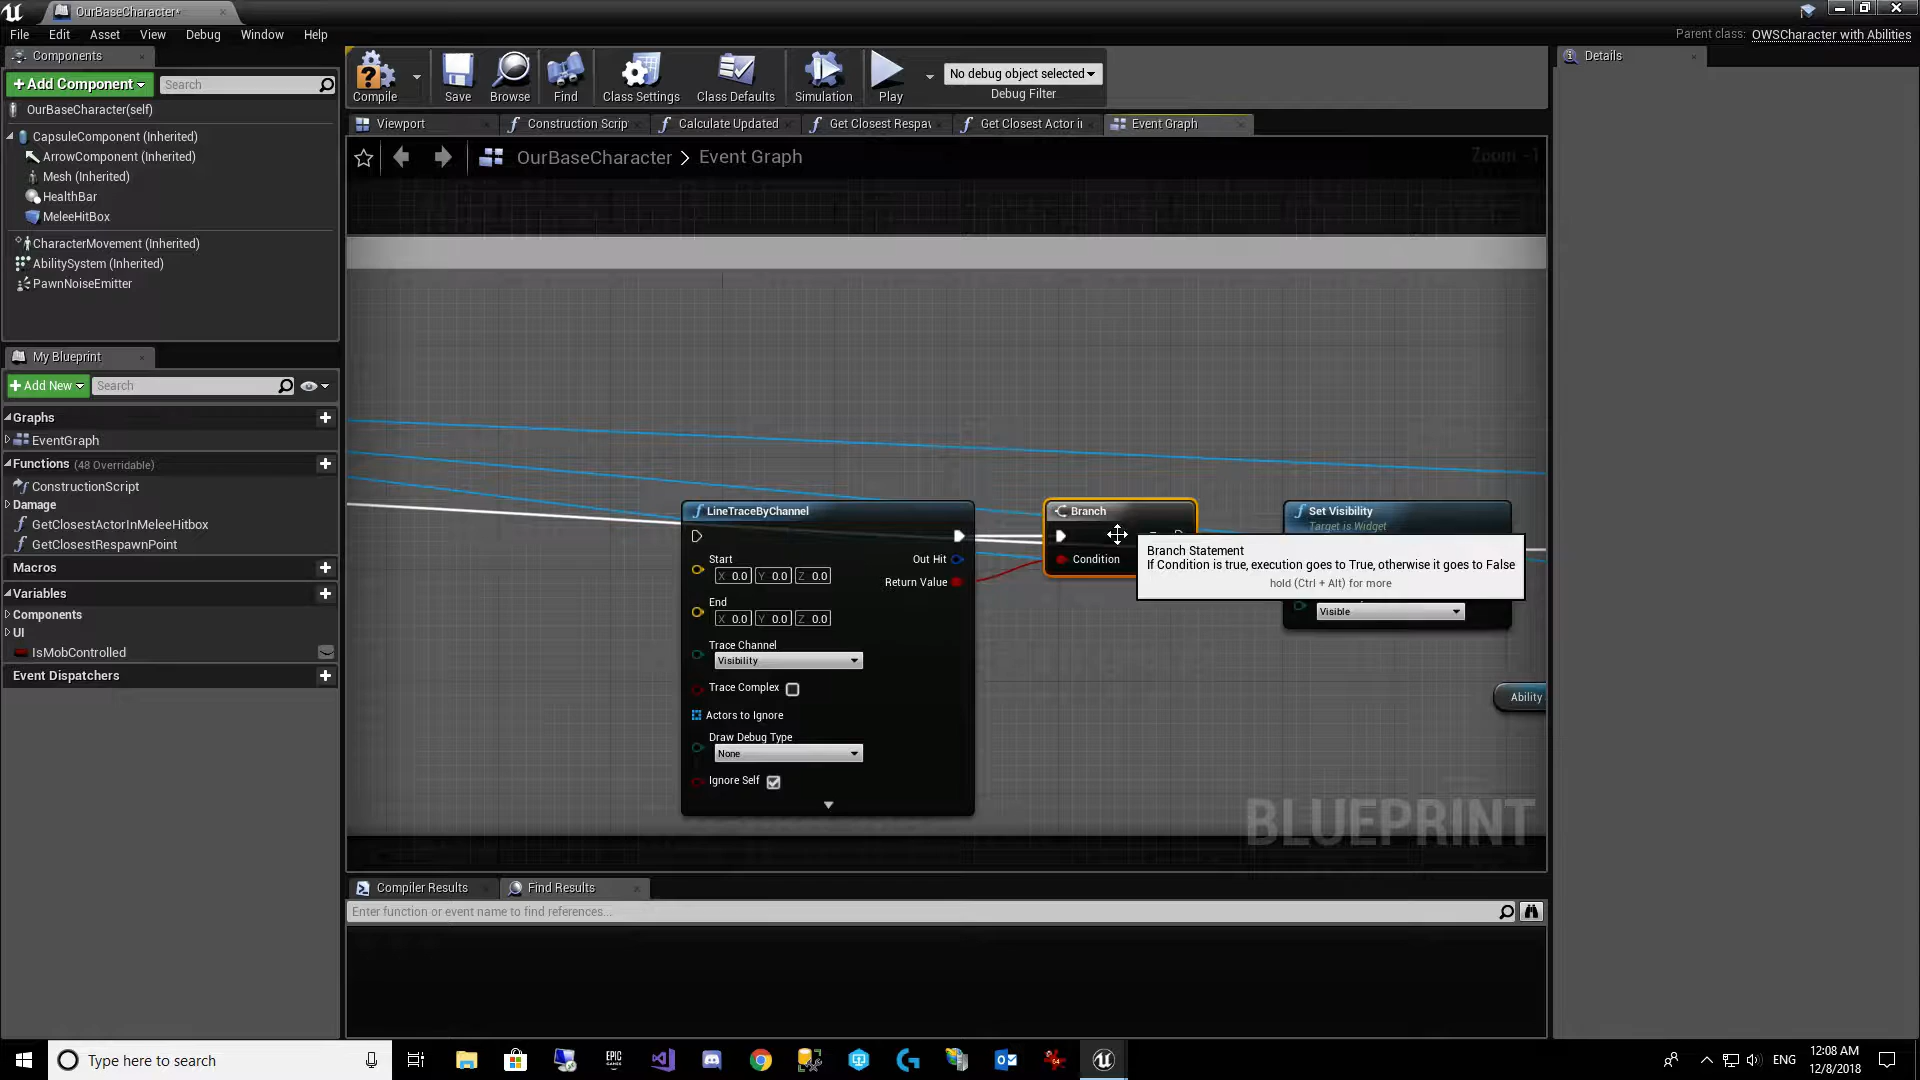 OurBaseCharacter*
File Edit Asset View Debug Window Help
Parent class: OWSCharacter with Abilities
Components
+Add Component Search
OurBaseCharacter(self)
CapsuleComponent (Inherited)
ArrowComponent (Inherited)
Mesh (Inherited)
HealthBar
MeleeHitBox
CharacterMovement (Inherited)
AbilitySystem (Inherited)
PawnNoiseEmitter
My Blueprint
+Add New Search
Graphs
EventGraph
Functions (48 Overridable)
ConstructionScript
Damage
GetClosestActorInMeleeHitbox
GetClosestRespawnPoint
Macros
Variables
Components
UI
IsMobControlled
Event Dispatchers
Compile Save Browse Find Class Settings Class Defaults Simulation Play
No debug object selected
Debug Filter
Viewport Construction Scrip Calculate Updated Get Closest Respa Get Closest Actor i Event Graph
OurBaseCharacter > Event Graph
Zoom -1
LineTraceByChannel
Start
X 0.0 Y 0.0 Z 0.0
End
X 0.0 Y 0.0 Z 0.0
Trace Channel
Visibility
Trace Complex
Actors to Ignore
Draw Debug Type
None
Ignore Self
Out Hit
Return Value
Branch
Condition
Set Visibility
Target is Widget
Visible
Branch Statement
If Condition is true, execution goes to True, otherwise it goes to False
hold (Ctrl + Alt) for more
Ability
BLUEPRINT
Compiler Results Find Results
Enter function or event name to find references...
Details
Type here to search
EPIC
GAMES
64
ENG
12:08 AM
12/8/2018